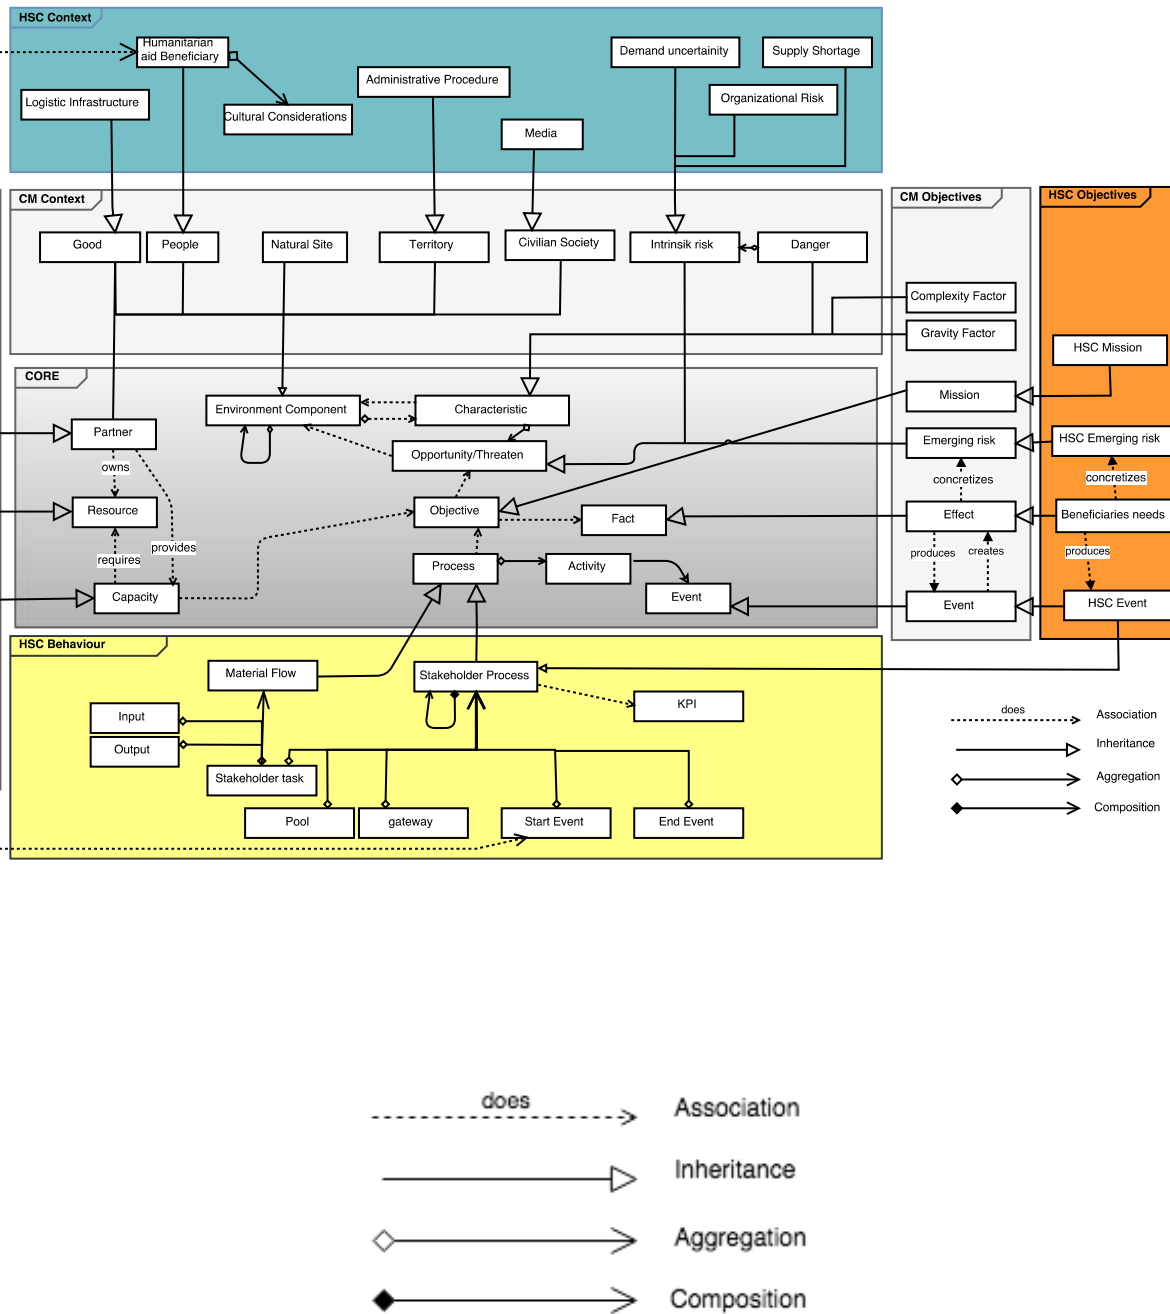 HSC Context
Humanitarian
aid Beneficiary
Demand uncertainity
Supply Shortage
Administrative Procedure
Logistic Infrastructure
Organizational Risk
Cultural Considerations
Media
CM Context
CM Objectives
HSC Objectives
Good
People
Natural Site
Territory
Civilian Society
Intrinsik risk
Danger
Complexity Factor
Gravity Factor
HSC Mission
CORE
Environment Component
Characteristic
Mission
Partner
Opportunity/Threaten
Emerging risk
HSC Emerging risk
owns
concretizes
concretizes
Resource
Objective
Fact
Effect
Beneficiaries needs
provides
requires
produces
creates
produces
Process
Activity
Capacity
Event
Event
HSC Event
HSC Behaviour
Material Flow
Stakeholder Process
KPI
Input
Output
Stakeholder task
Pool
gateway
Start Event
End Event
does
Association
Inheritance
Aggregation
Composition
does
Association
Inheritance
Aggregation
Composition